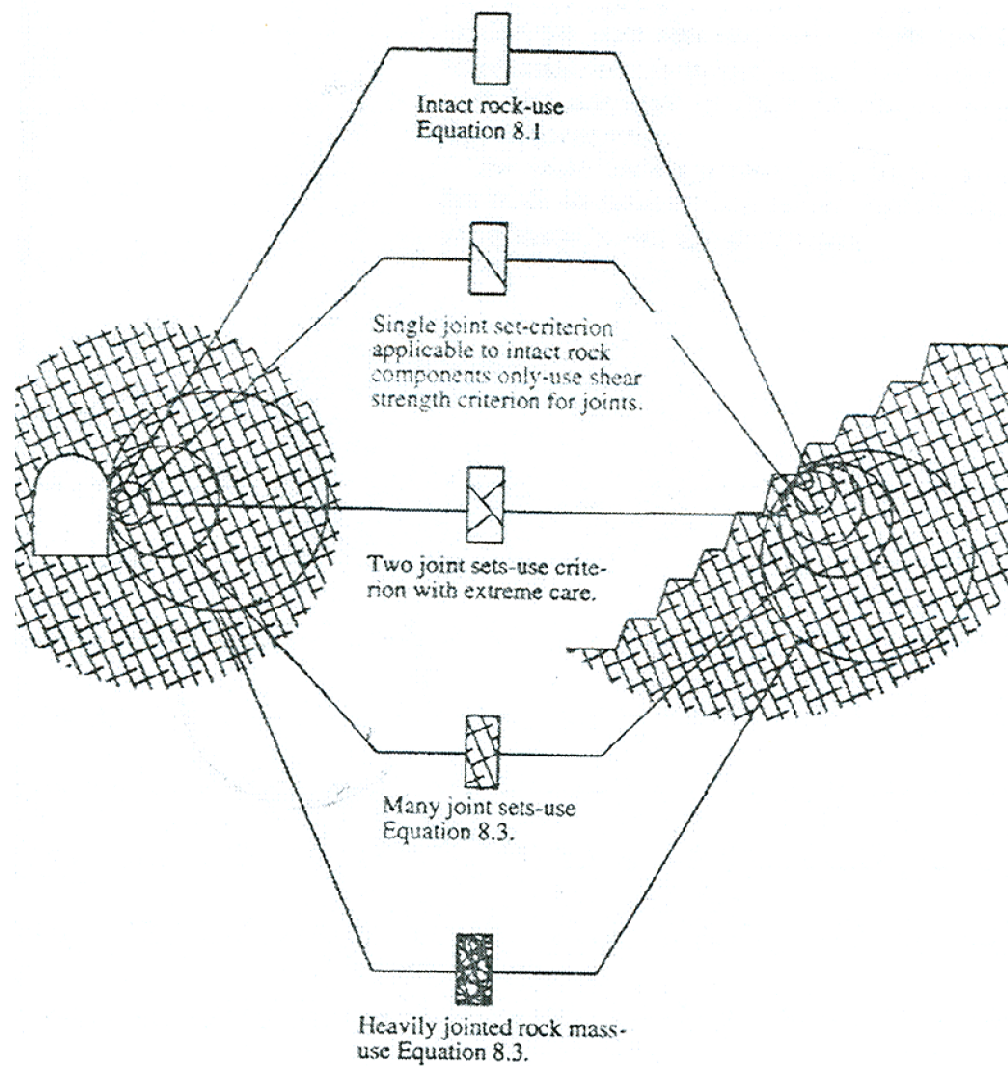 Intact rock-use
Equation 8.1
Single joint set-criterion
applicable to intact rock
components only-use shear
strength criterion for joints.
Two joint sets-use crite-
rion with extreme care.
Many joint sets-use
Equation 8.3.
Heavily jointed rock mass-
use Equation 8.3.